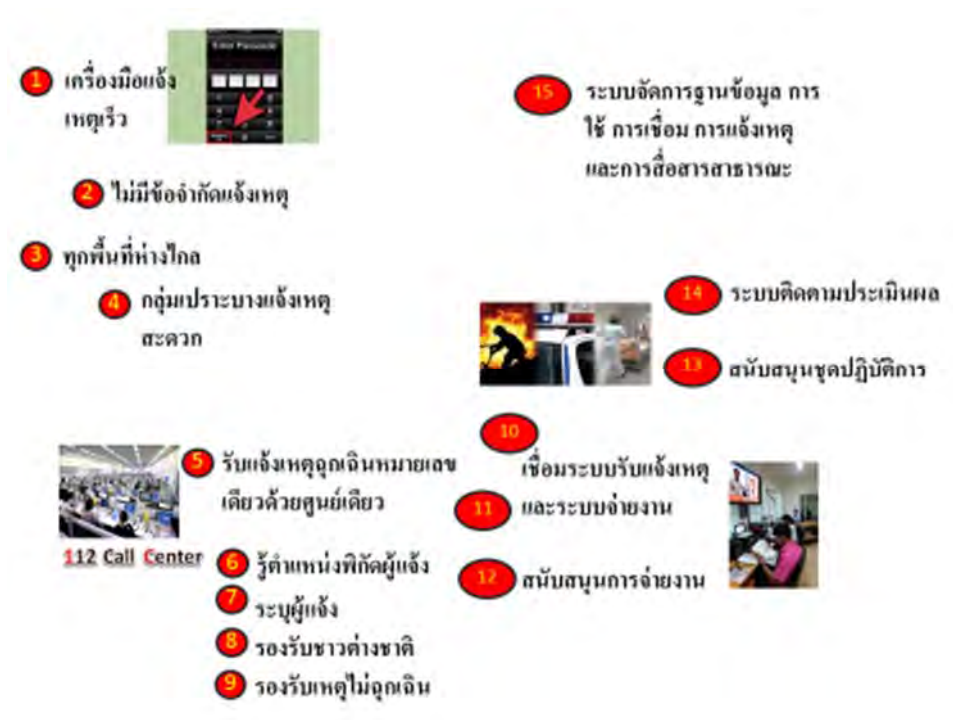 Enter Passcode
1 เครื่องมือแจ้ง
เหตุเร็ว
2 ไม่มีข้อจำกัดแจ้งเหตุ
3 ทุกพื้นที่ห่างไกล
4 กลุ่มเปราะบางแจ้งเหตุ
สะดวก
5 รับแจ้งเหตุฉุกเฉินหมายเลข
เดียวด้วยศูนย์เดียว
112 Call Center
6 รู้ตำแหน่งพิกัดผู้แจ้ง
7 ระบุผู้แจ้ง
8 รองรับชาวต่างชาติ
9 รองรับเหตุไม่ฉุกเฉิน
10
เชื่อมระบบรับแจ้งเหตุ
11 และระบบจ่ายงาน
12 สนับสนุนการจ่ายงาน
13 สนับสนุนชุดปฏิบัติการ
14 ระบบติดตามประเมินผล
15 ระบบจัดการฐานข้อมูล การ
ใช้ การเชื่อม การแจ้งเหตุ
และการสื่อสารสาธารณะ